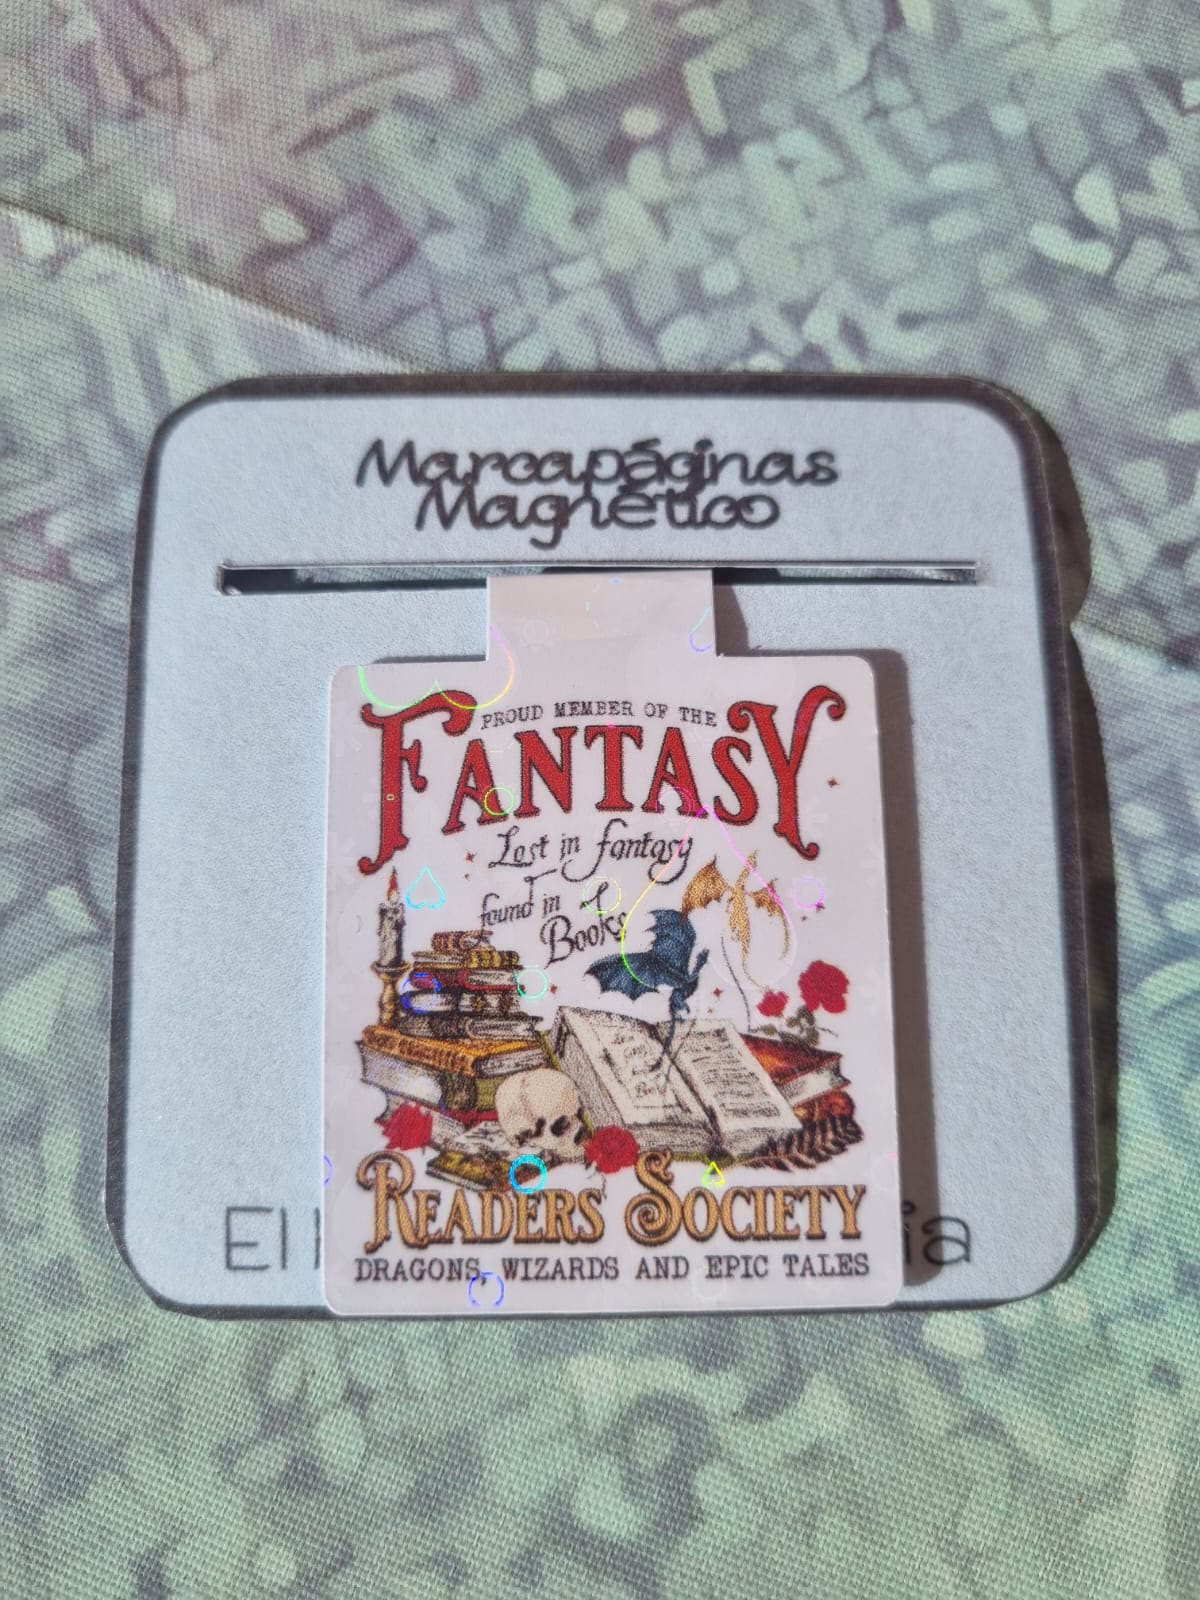 Marcapáginas
Magnético
PROUD MEMBER OF THE
FANTASY
Lost in fantasy
found in
Books
READERS SOCIETY
DRAGONS, WIZARDS AND EPIC TALES
El